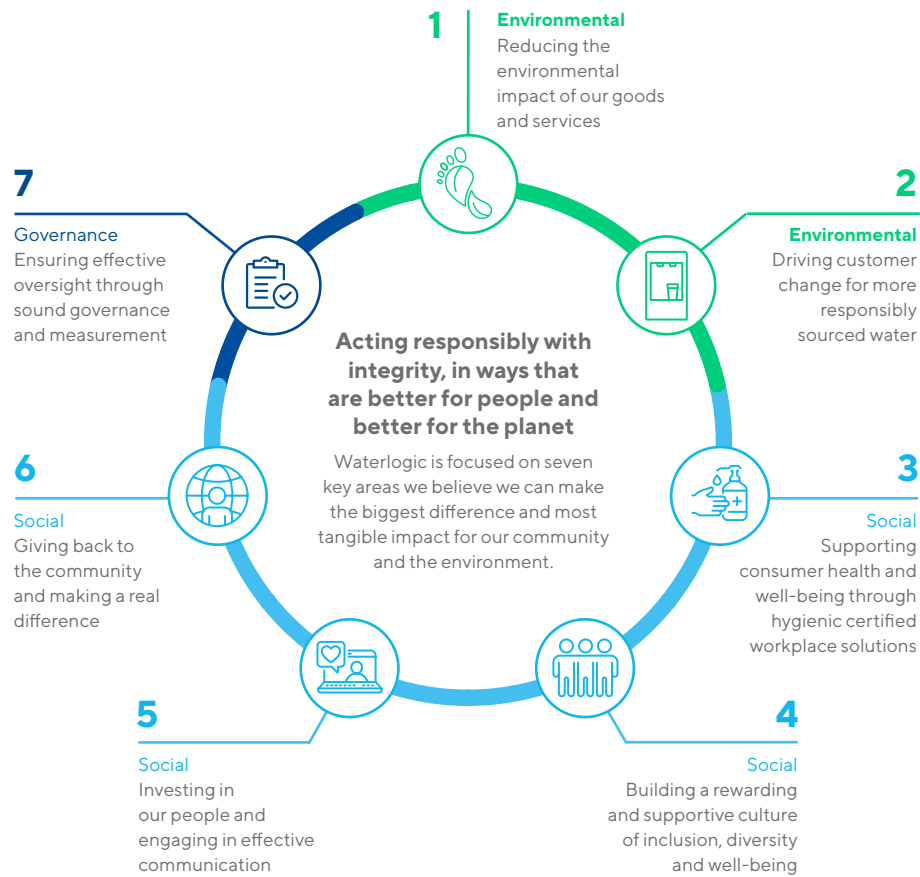 1
Environmental
Reducing the
environmental
impact of our goods
and services
2
Environmental
Driving customer
change for more
responsibly
sourced water
3
Social
Supporting
consumer health and
well-being through
hygienic certified
workplace solutions
4
Social
Building a rewarding
and supportive culture
of inclusion, diversity
and well-being
5
Social
Investing in
our people and
engaging in effective
communication
6
Social
Giving back to
the community
and making a real
difference
7
Governance
Ensuring effective
oversight through
sound governance
and measurement
Acting responsibly with
integrity, in ways that
are better for people and
better for the planet
Waterlogic is focused on seven
key areas we believe we can make
the biggest difference and most
tangible impact for our community
and the environment.